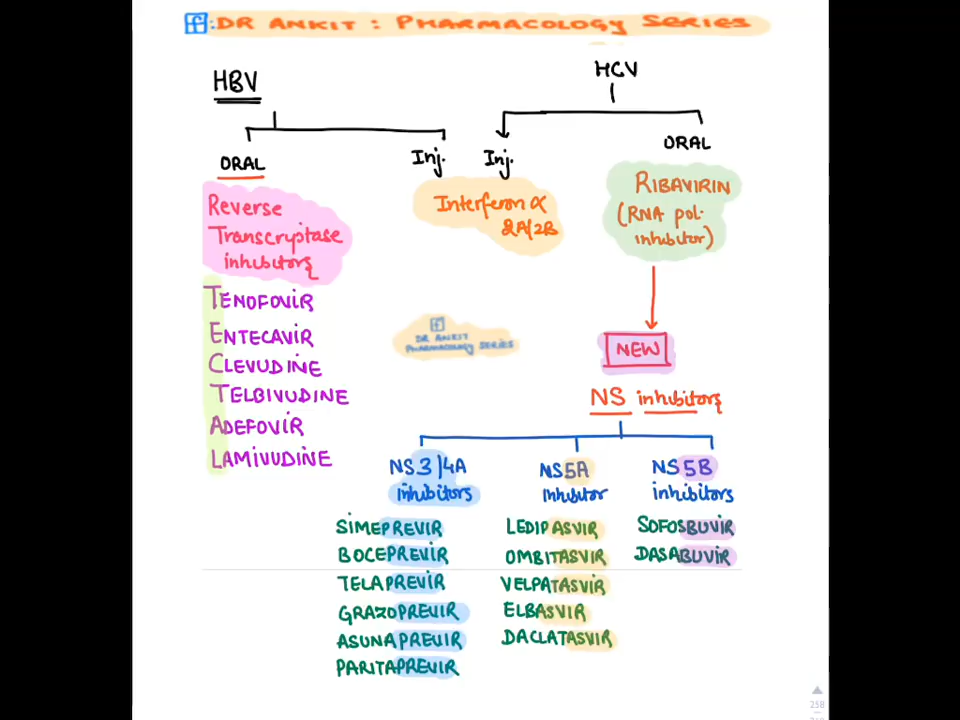 f: DR ANKIT : PHARMACOLOGY SERIES
HBV
ORAL
Inj.
Reverse
Transcryptase
inhibitors
TENOFOVIR
ENTECAVIR
CLEVUDINE
TELBIVUDINE
ADEFOVIR
LAMIVUDINE
HCV
Inj.
ORAL
Interferon α
2A/2B
RIBAVIRIN
(RNA pol.
inhibitor)
f
DR ANKIT
PHARMACOLOGY SERIES
NEW
NS inhibitors
NS3/4A
inhibitors
SIMEPREVIR
BOCEPREVIR
TELAPREVIR
GRAZOPREVIR
ASUNAPREVIR
PARITAPREVIR
NS5A
Inhibitor
LEDIPASVIR
OMBITASVIR
VELPATASVIR
ELBASVIR
DACLATASVIR
NS5B
inhibitors
SOFOSBUVIR
DASABUVIR
258